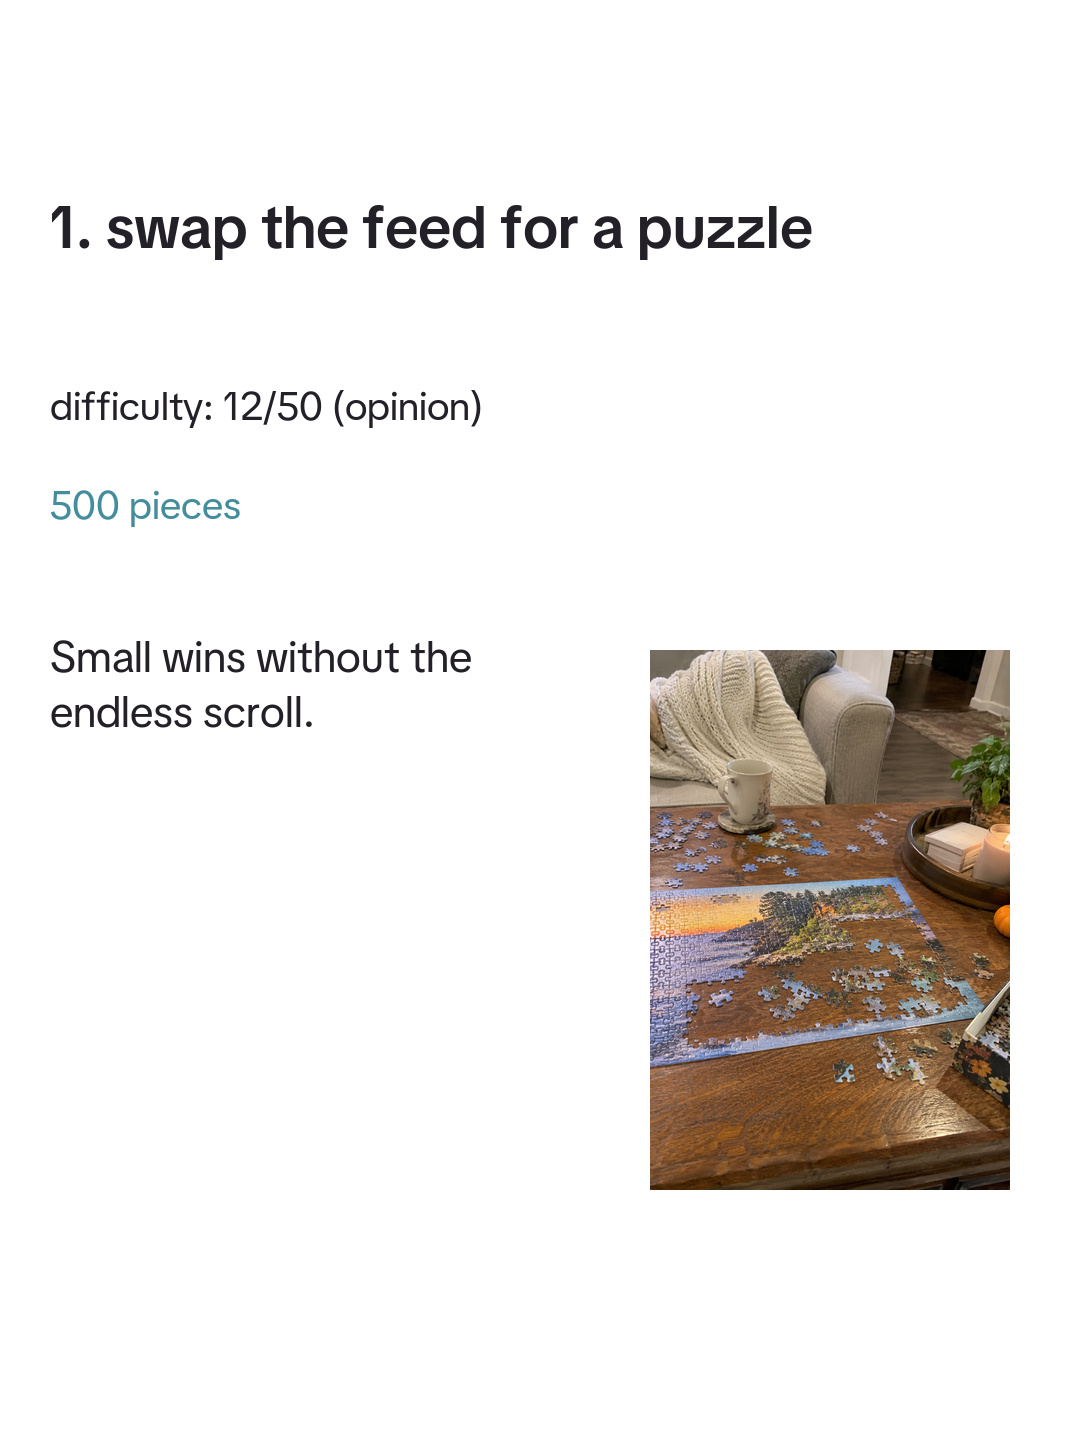 1. swap the feed for a puzzle
difficulty: 12/50 (opinion)
500 pieces
Small wins without the
endless scroll.